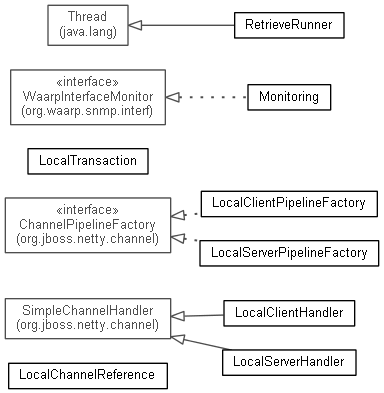 Thread
(java.lang)
RetrieveRunner
«interface»
WaarpInterfaceMonitor
(org.waarp.snmp.interf)
Monitoring
LocalTransaction
«interface»
ChannelPipelineFactory
(org.jboss.netty.channel)
LocalClientPipelineFactory
LocalServerPipelineFactory
SimpleChannelHandler
(org.jboss.netty.channel)
LocalClientHandler
LocalServerHandler
LocalChannelReference